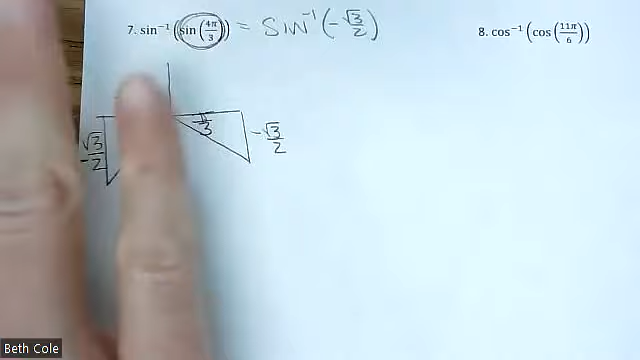 7. sin⁻¹(sin(4π/3)) = SIN⁻¹(-√3/2)
8. cos⁻¹(cos(11π/6))
π/3
-√3/2
-√3/2
Beth Cole